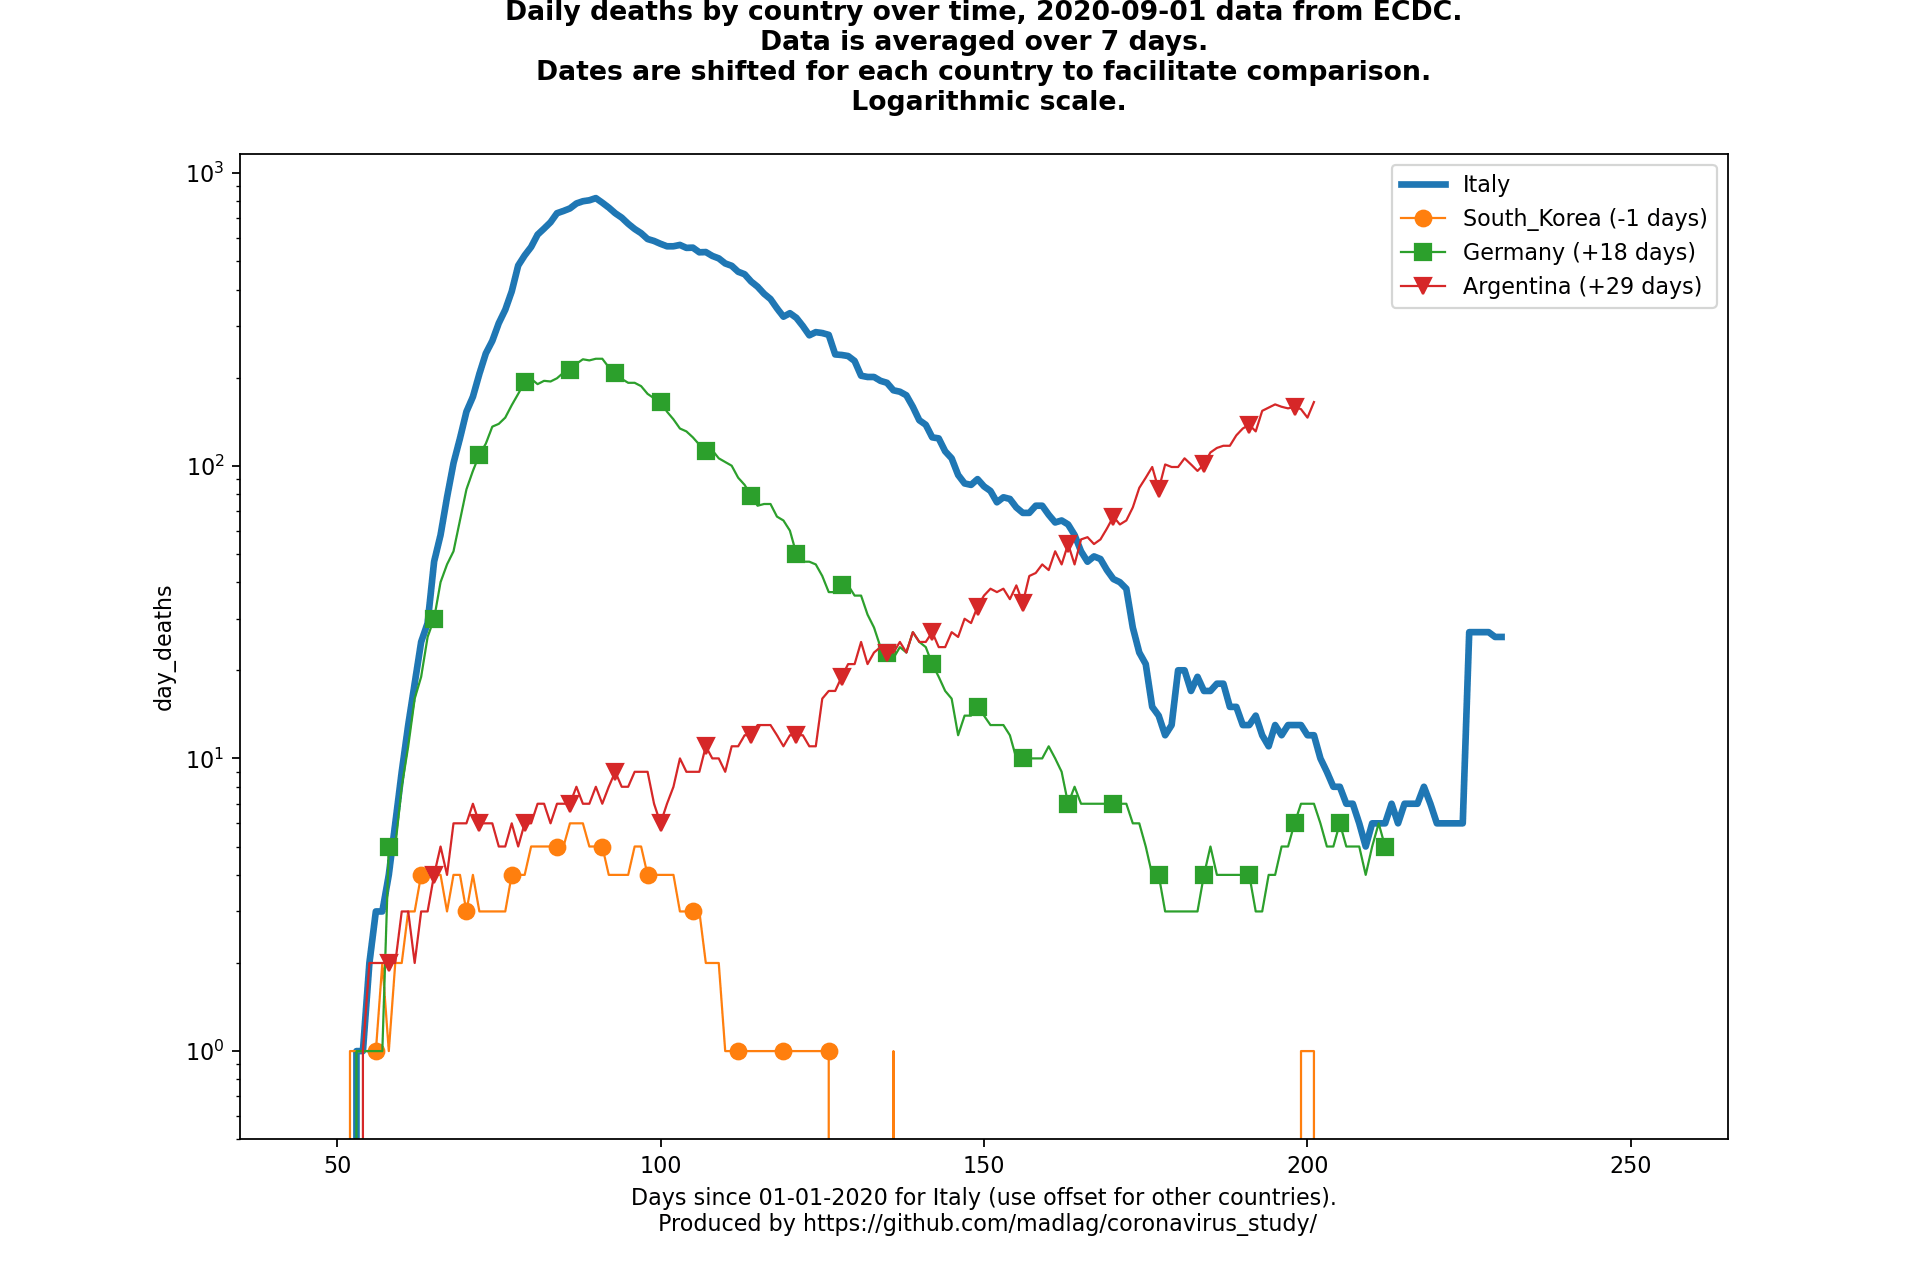 Daily deaths by country over time, 2020-09-01 data from ECDC.
Data is averaged over 7 days.
Dates are shifted for each country to facilitate comparison.
Logarithmic scale.
10³
10²
10¹
10⁰
day_deaths
Italy
South_Korea (-1 days)
Germany (+18 days)
Argentina (+29 days)
50 100 150 200 250
Days since 01-01-2020 for Italy (use offset for other countries).
Produced by https://github.com/madlag/coronavirus_study/